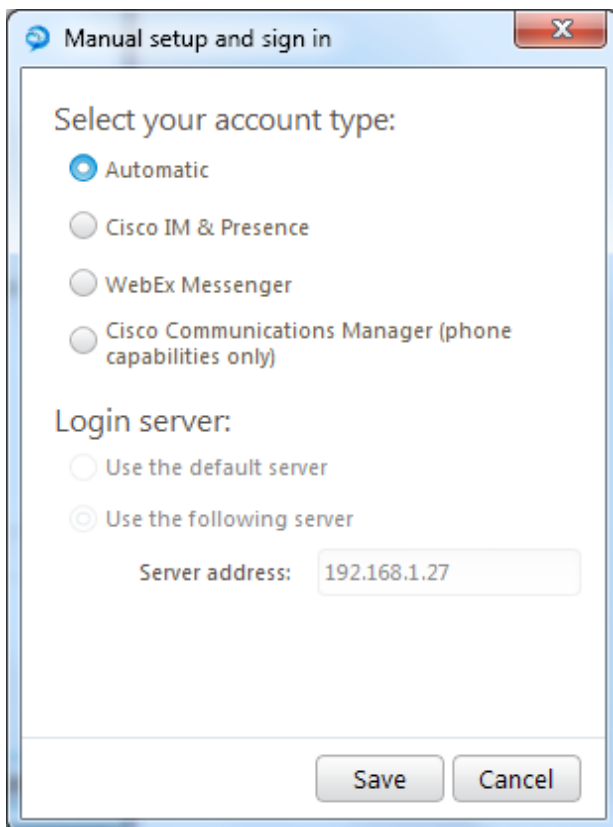 Manual setup and sign in
Select your account type:
Automatic
Cisco IM & Presence
WebEx Messenger
Cisco Communications Manager (phone
capabilities only)
Login server:
Use the default server
Use the following server
Server address: 192.168.1.27
Save Cancel